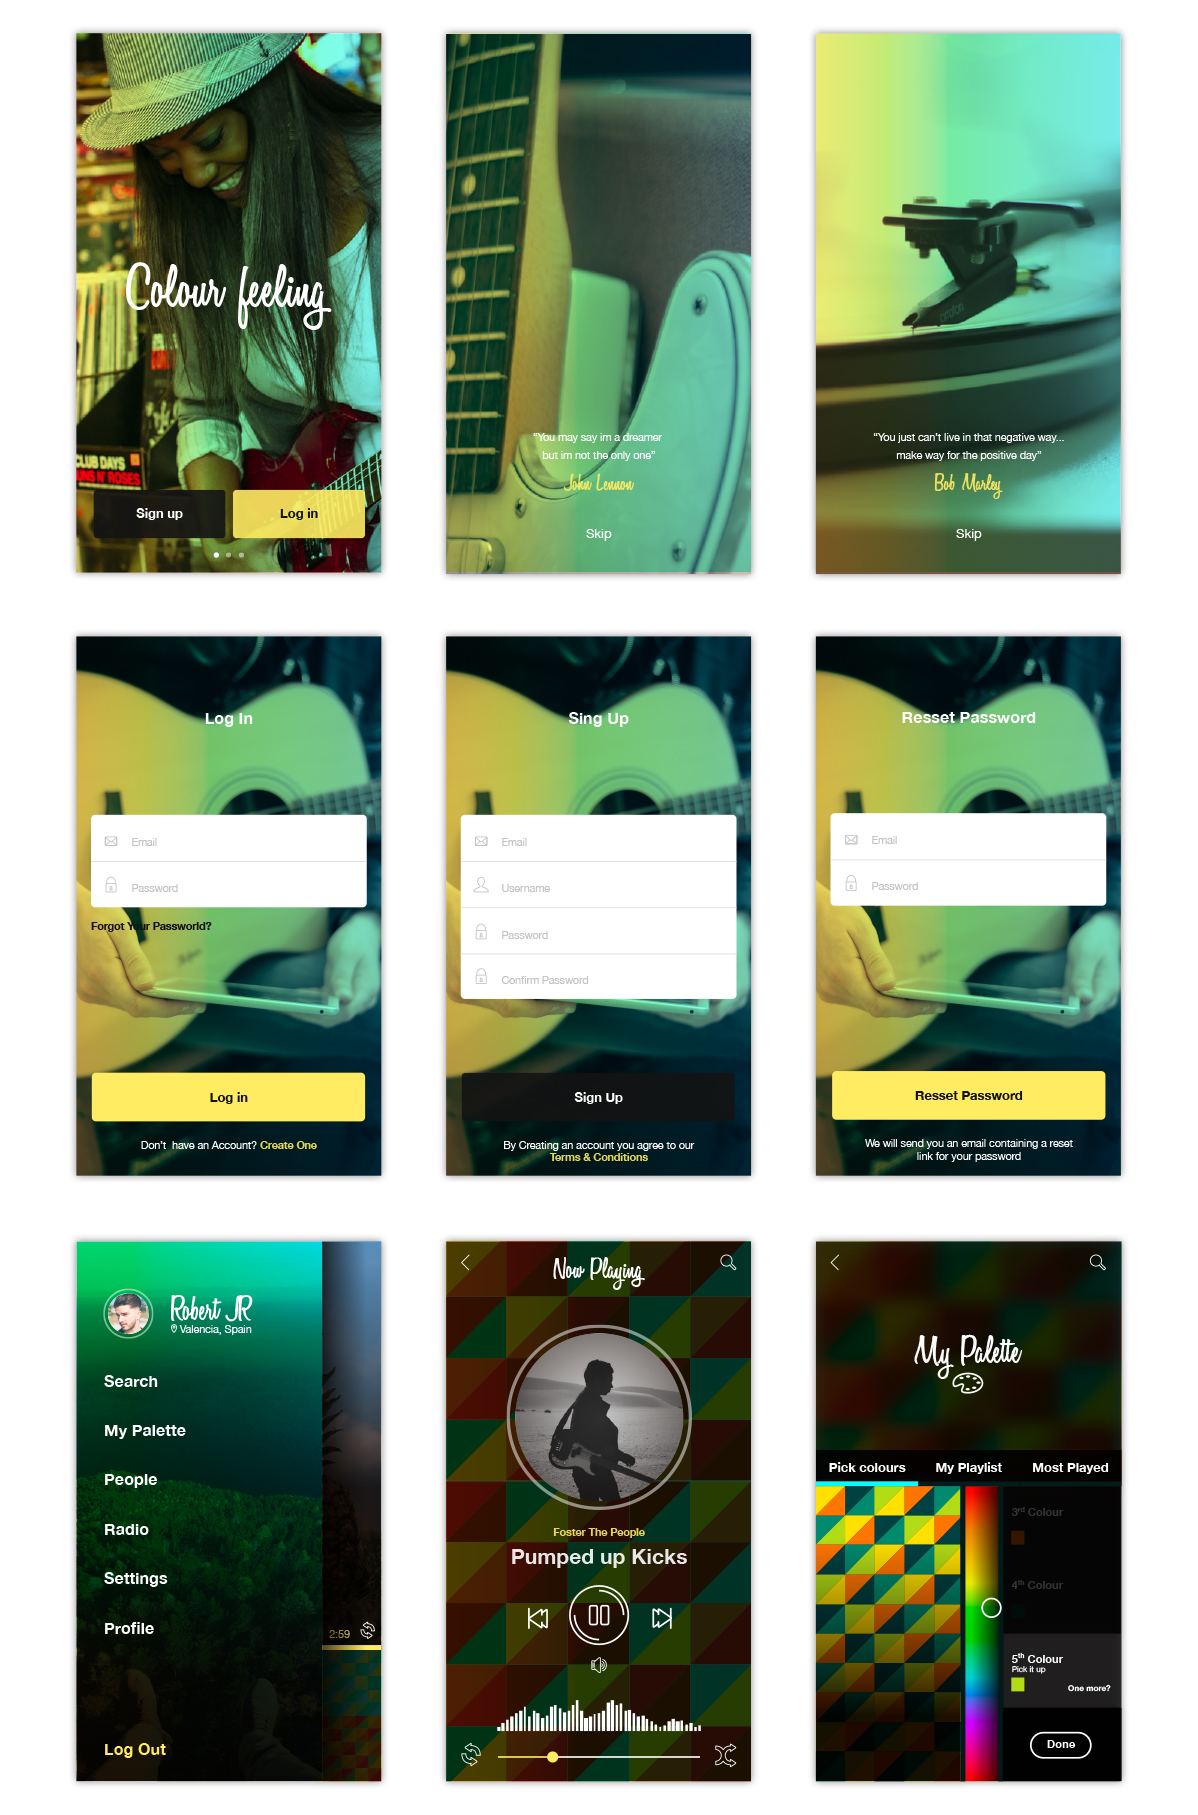 Colour feeling
CLUB DAYS
GUNS N' ROSES
Sign up
Log in
“You may say im a dreamer
but im not the only one”
John Lennon
Skip
ortofon
“You just can’t live in that negative way...
make way for the positive day”
Bob Marley
Skip
Log In
Email
Password
Forgot Your Passworld?
Log in
Don’t have an Account? Create One
Sing Up
Email
Username
Password
Confirm Password
Sign Up
By Creating an account you agree to our
Terms & Conditions
Resset Password
Email
Password
Resset Password
We will send you an email containing a reset
link for your password
Robert JR
Valencia, Spain
Search
My Palette
People
Radio
Settings
Profile
Log Out
2:59
Now Playing
Foster The People
Pumped up Kicks
My Palette
Pick colours
My Playlist
Most Played
3rd Colour
4th Colour
5th Colour
Pick it up
One more?
Done